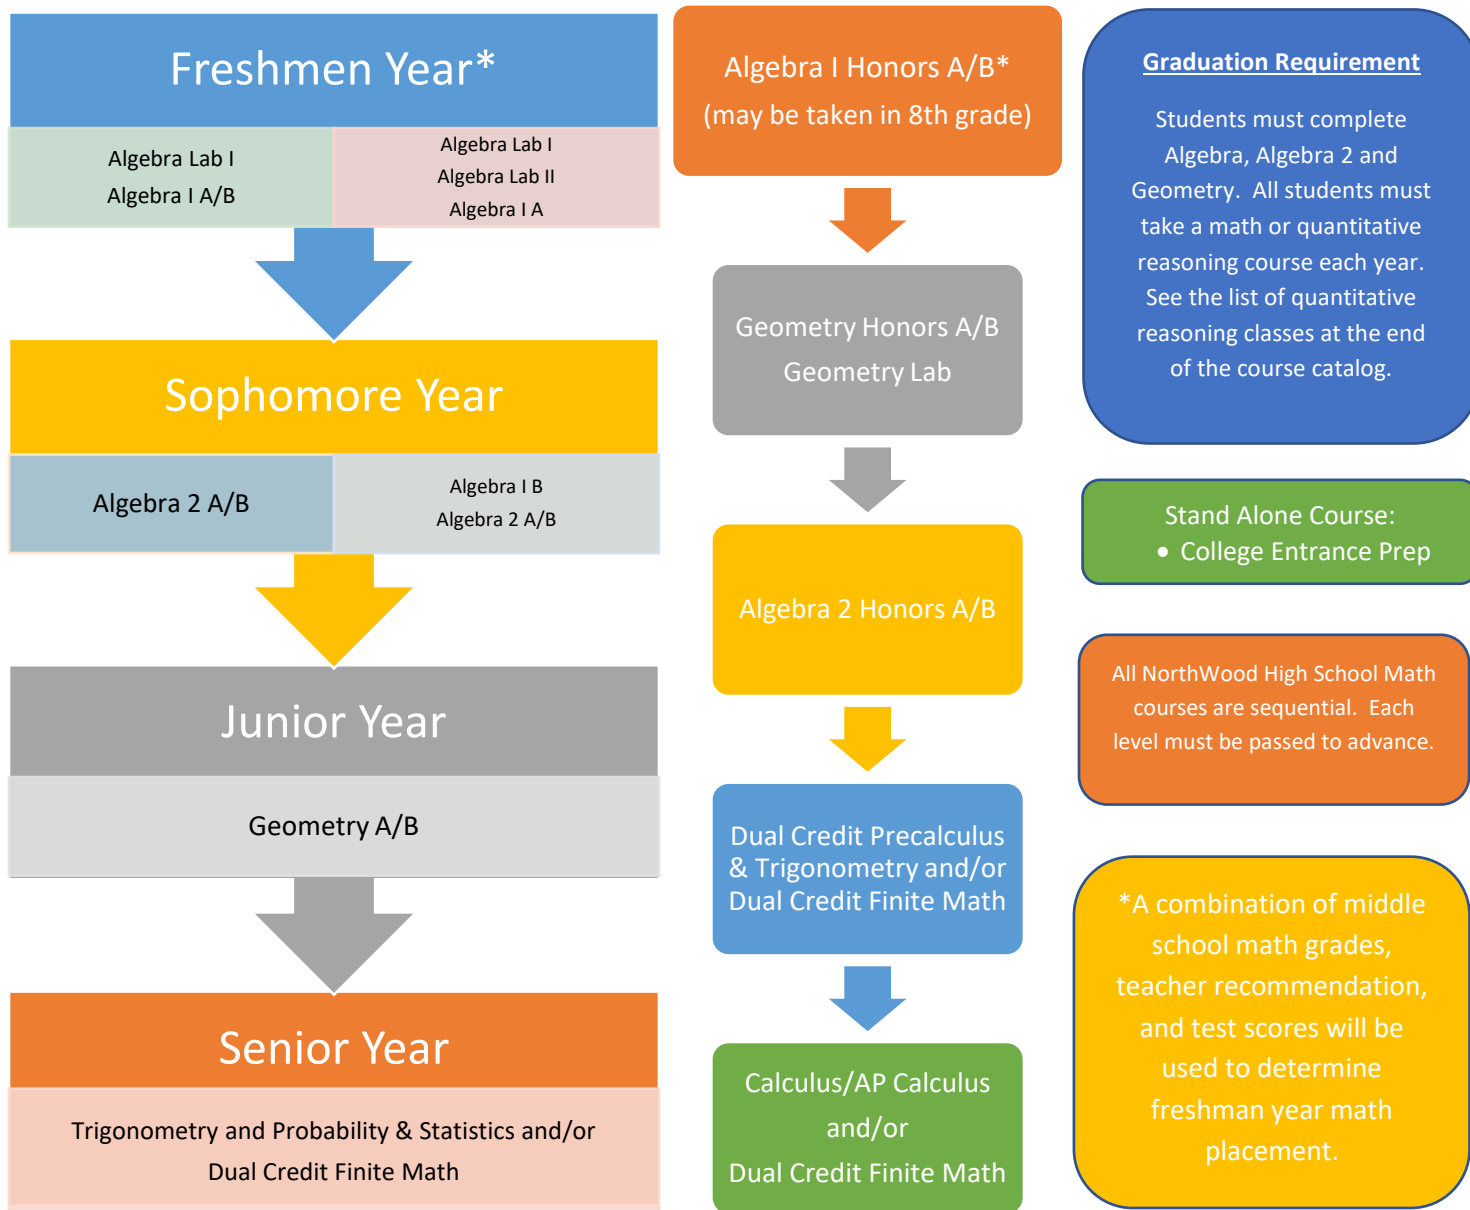 Freshmen Year*
Algebra Lab I
Algebra I A/B
Algebra Lab I
Algebra Lab II
Algebra I A
Sophomore Year
Algebra 2 A/B
Algebra I B
Algebra 2 A/B
Junior Year
Geometry A/B
Senior Year
Trigonometry and Probability & Statistics and/or
Dual Credit Finite Math
Algebra I Honors A/B*
(may be taken in 8th grade)
Geometry Honors A/B
Geometry Lab
Algebra 2 Honors A/B
Dual Credit Precalculus
& Trigonometry and/or
Dual Credit Finite Math
Calculus/AP Calculus
and/or
Dual Credit Finite Math
Graduation Requirement
Students must complete
Algebra, Algebra 2 and
Geometry. All students must
take a math or quantitative
reasoning course each year.
See the list of quantitative
reasoning classes at the end
of the course catalog.
Stand Alone Course:
• College Entrance Prep
All NorthWood High School Math
courses are sequential. Each
level must be passed to advance.
*A combination of middle
school math grades,
teacher recommendation,
and test scores will be
used to determine
freshman year math
placement.